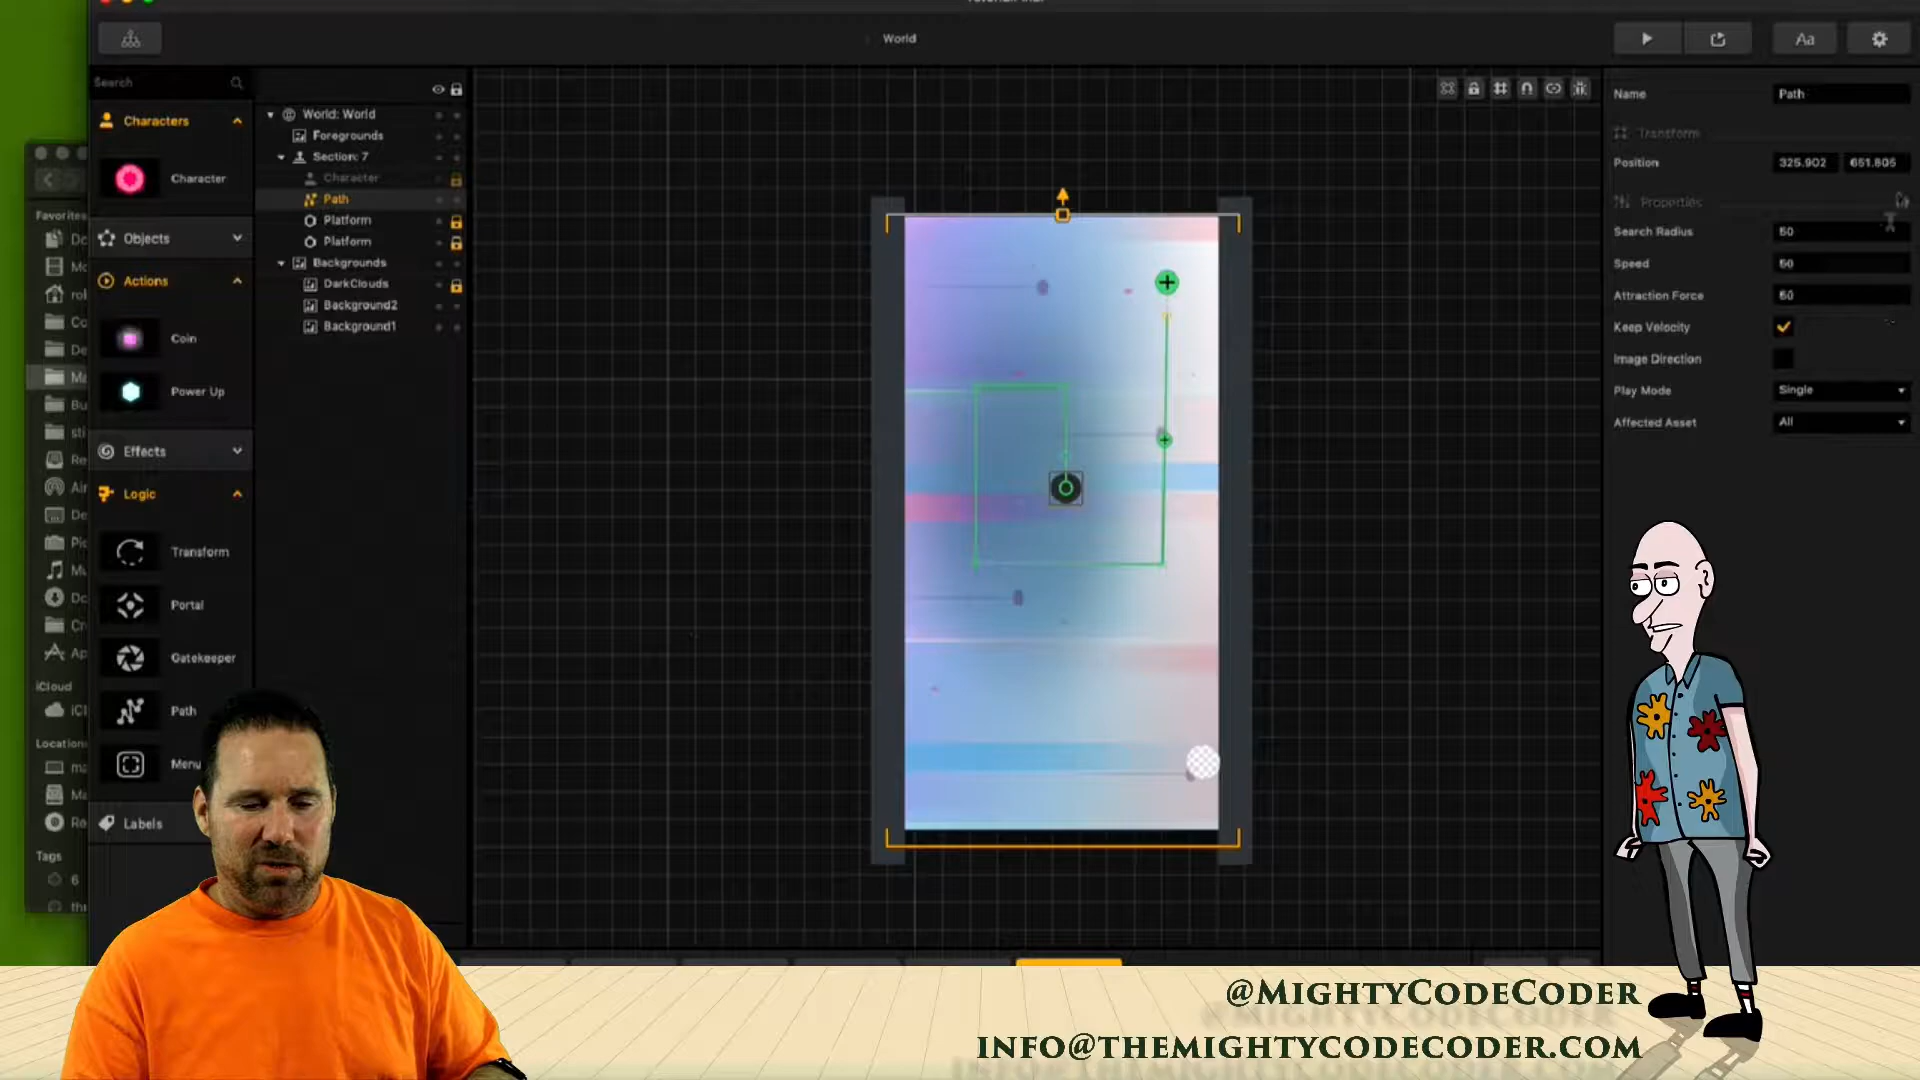 World
Aa
Search
Characters
Character
Objects
Actions
Coin
Power Up
Effects
Logic
Transform
Portal
Gatekeeper
Path
Menu
Labels
World: World
Foregrounds
Section: 7
Character
Path
Platform
Platform
Backgrounds
DarkClouds
Background2
Background1
Name
Path
Transform
Position
325.902
651.805
Properties
Search Radius
50
Speed
50
Attraction Force
50
Keep Velocity
Image Direction
Play Mode
Single
Affected Asset
All
Favorites
iCloud
Locations
Tags
6
@MightyCodeCoder
info@themightycodecoder.com